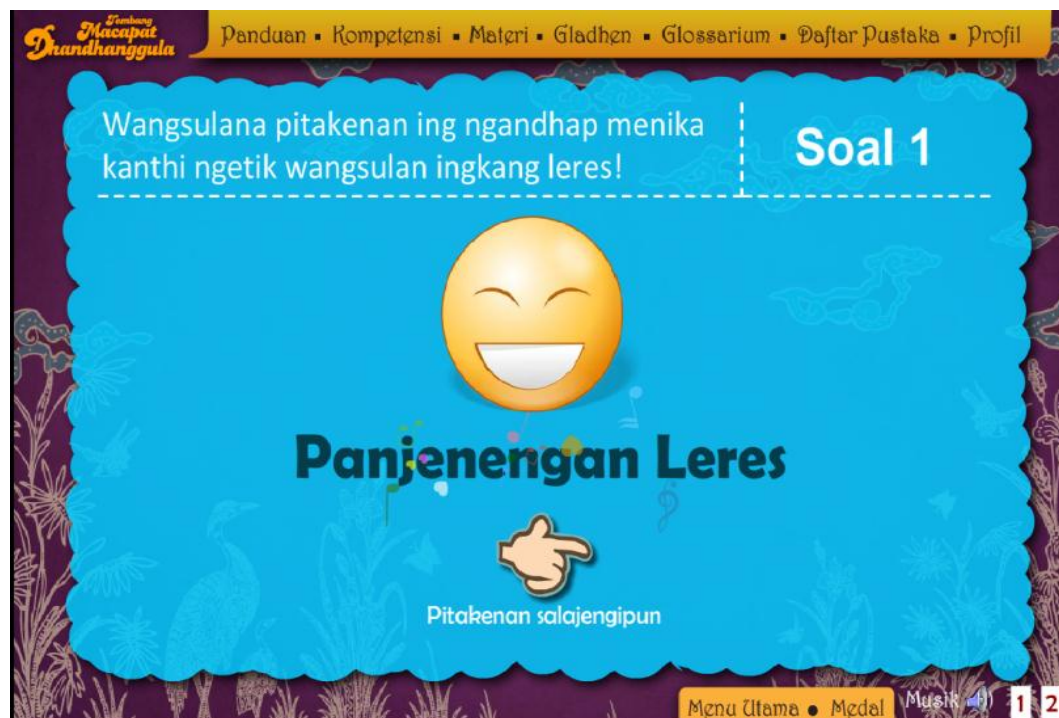 Tembang
Macapat
Dhandhanggula
Panduan ▪ Kompetensi ▪ Materi ▪ Gladhen ▪ Glossarium ▪ Daftar Pustaka ▪ Profil
Wangsulana pitakenan ing ngandhap menika
kanthi ngetik wangsulan ingkang leres!
Soal 1
Panjenengan Leres
Pitakenan salajengipun
Menu Utama ● Medal
Musik
1 2